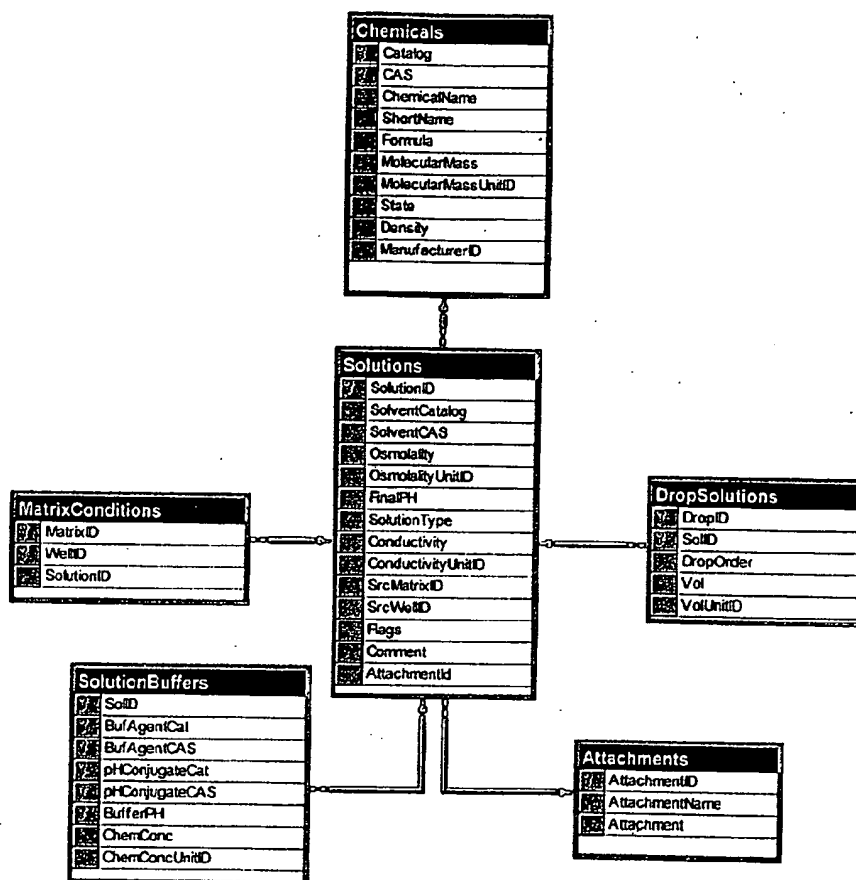 Chemicals
Catalog
CAS
ChemicalName
ShortName
Formula
MolecularMass
MolecularMassUnitID
State
Density
ManufacturerID
Solutions
SolutionID
SolventCatalog
SolventCAS
Osmolality
OsmolalityUnitID
FinalPH
SolutionType
Conductivity
ConductivityUnitID
SrcMatrixID
SrcWellID
Flags
Comment
AttachmentId
MatrixConditions
MatrixID
WellID
SolutionID
DropSolutions
DropID
SolID
DropOrder
Vol
VolUnitID
SolutionBuffers
SolID
BufAgentCat
BufAgentCAS
pHConjugateCat
pHConjugateCAS
BufferPH
ChemConc
ChemConcUnitID
Attachments
AttachmentID
AttachmentName
Attachment